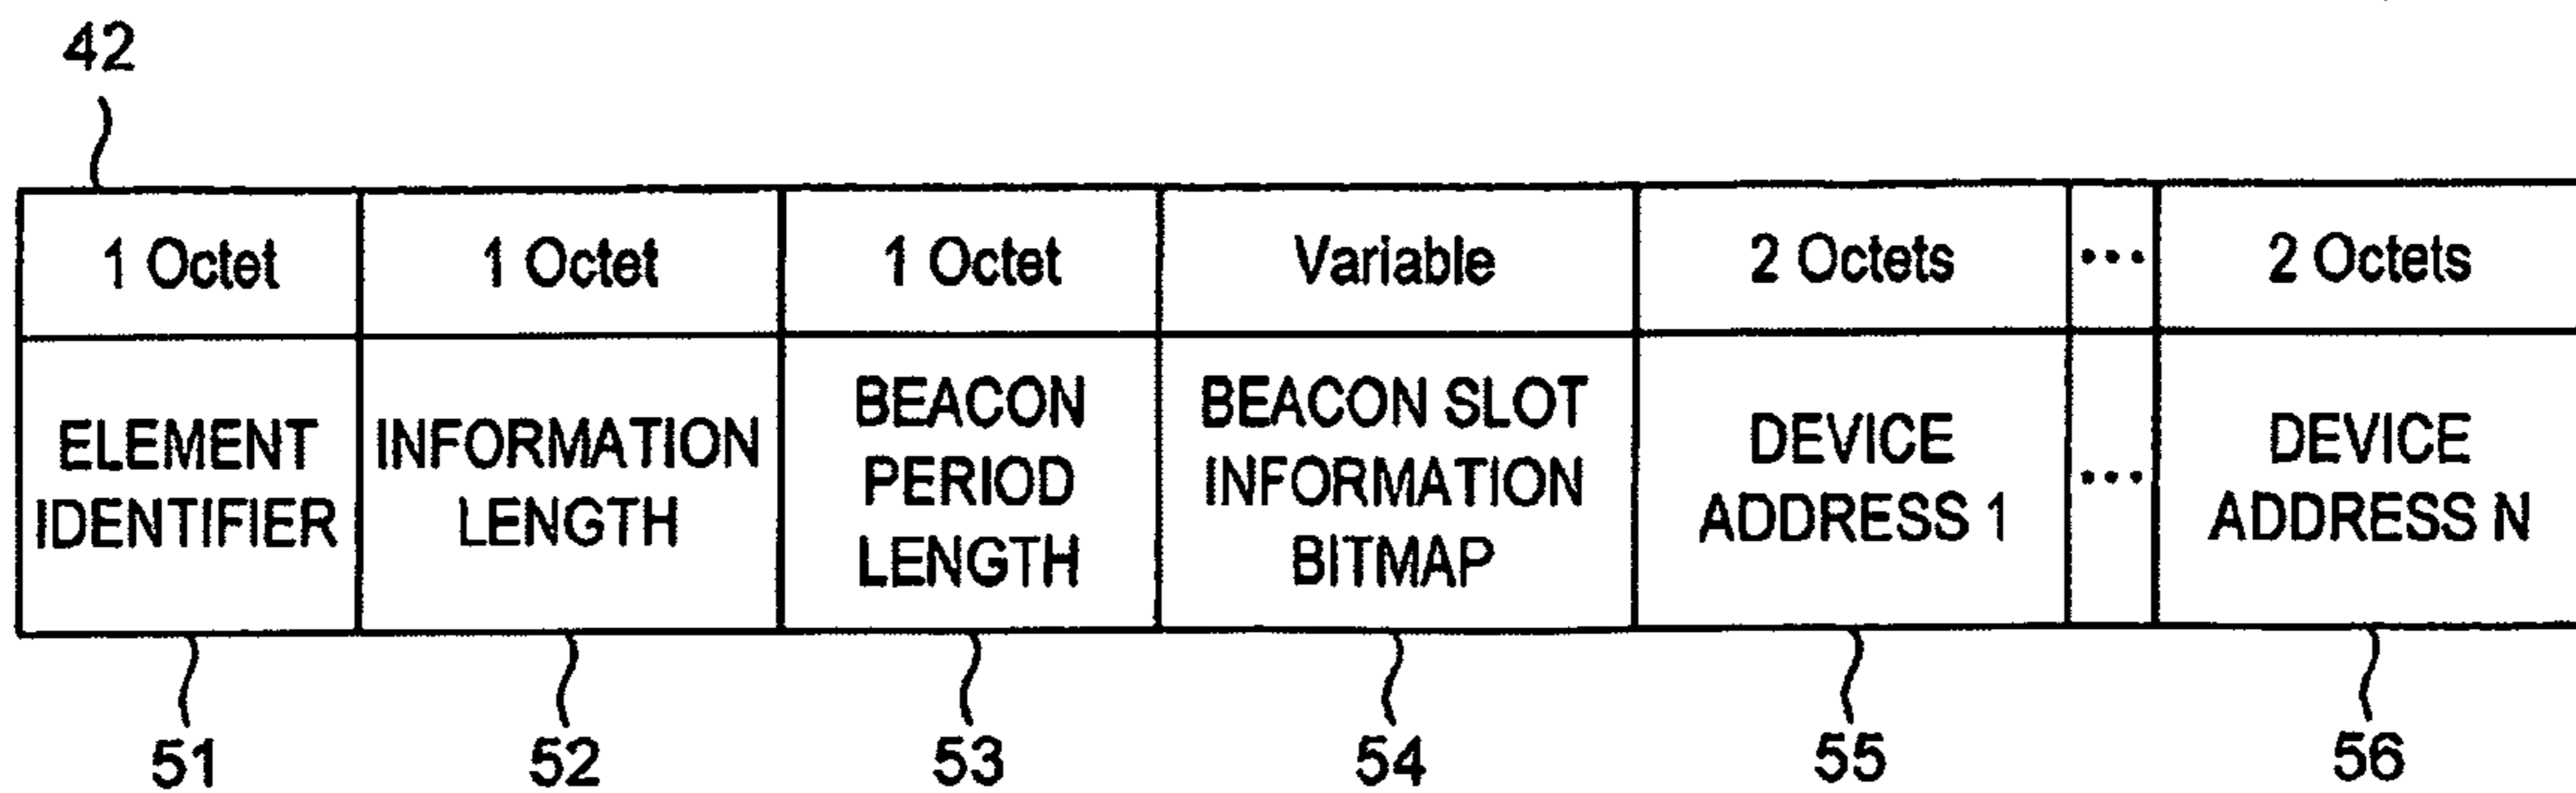 42
1 Octet 1 Octet 1 Octet Variable 2 Octets ... 2 Octets
ELEMENT IDENTIFIER
INFORMATION LENGTH
BEACON PERIOD LENGTH
BEACON SLOT INFORMATION BITMAP
DEVICE ADDRESS 1
...
DEVICE ADDRESS N
51 52 53 54 55 56